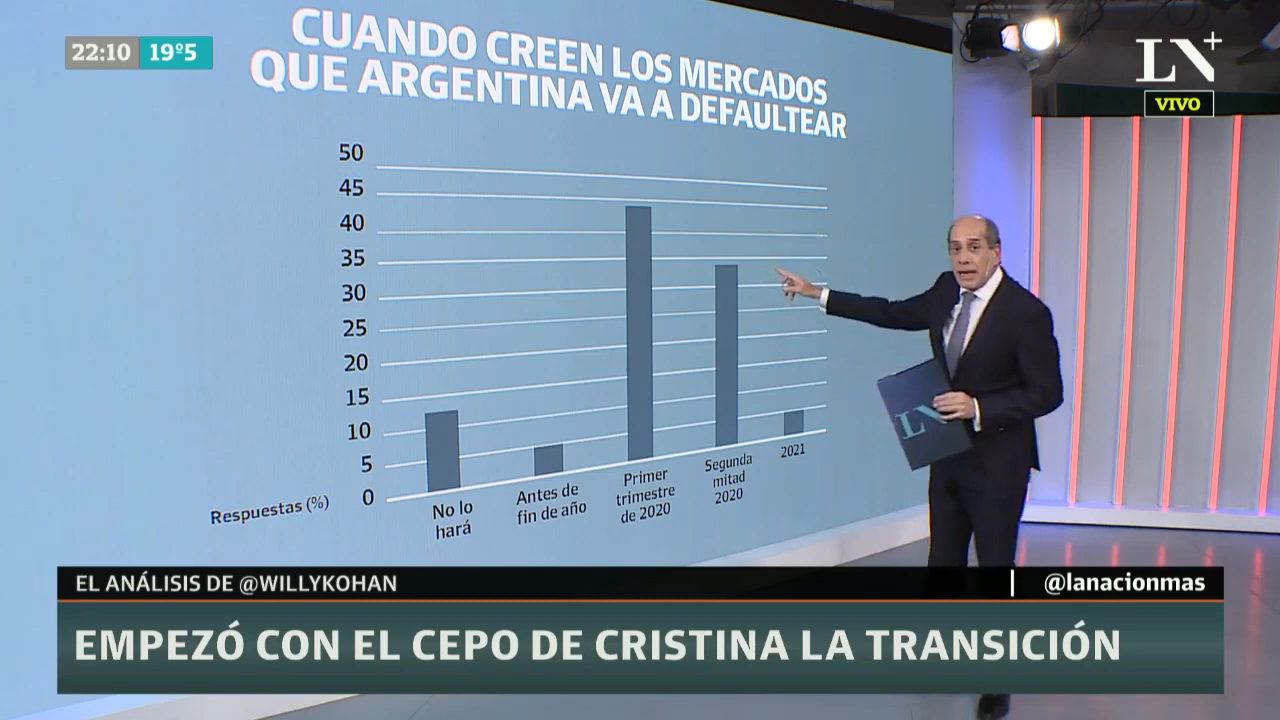 22:10 19º5
LN+
VIVO
CUANDO CREEN LOS MERCADOS
QUE ARGENTINA VA A DEFAULTEAR
50
45
40
35
30
25
20
15
10
5
0
Respuestas (%)
No lo
hará
Antes de
fin de año
Primer
trimestre
de 2020
Segunda
mitad
2020
2021
LN
EL ANÁLISIS DE @WILLYKOHAN
@lanacionmas
EMPEZÓ CON EL CEPO DE CRISTINA LA TRANSICIÓN